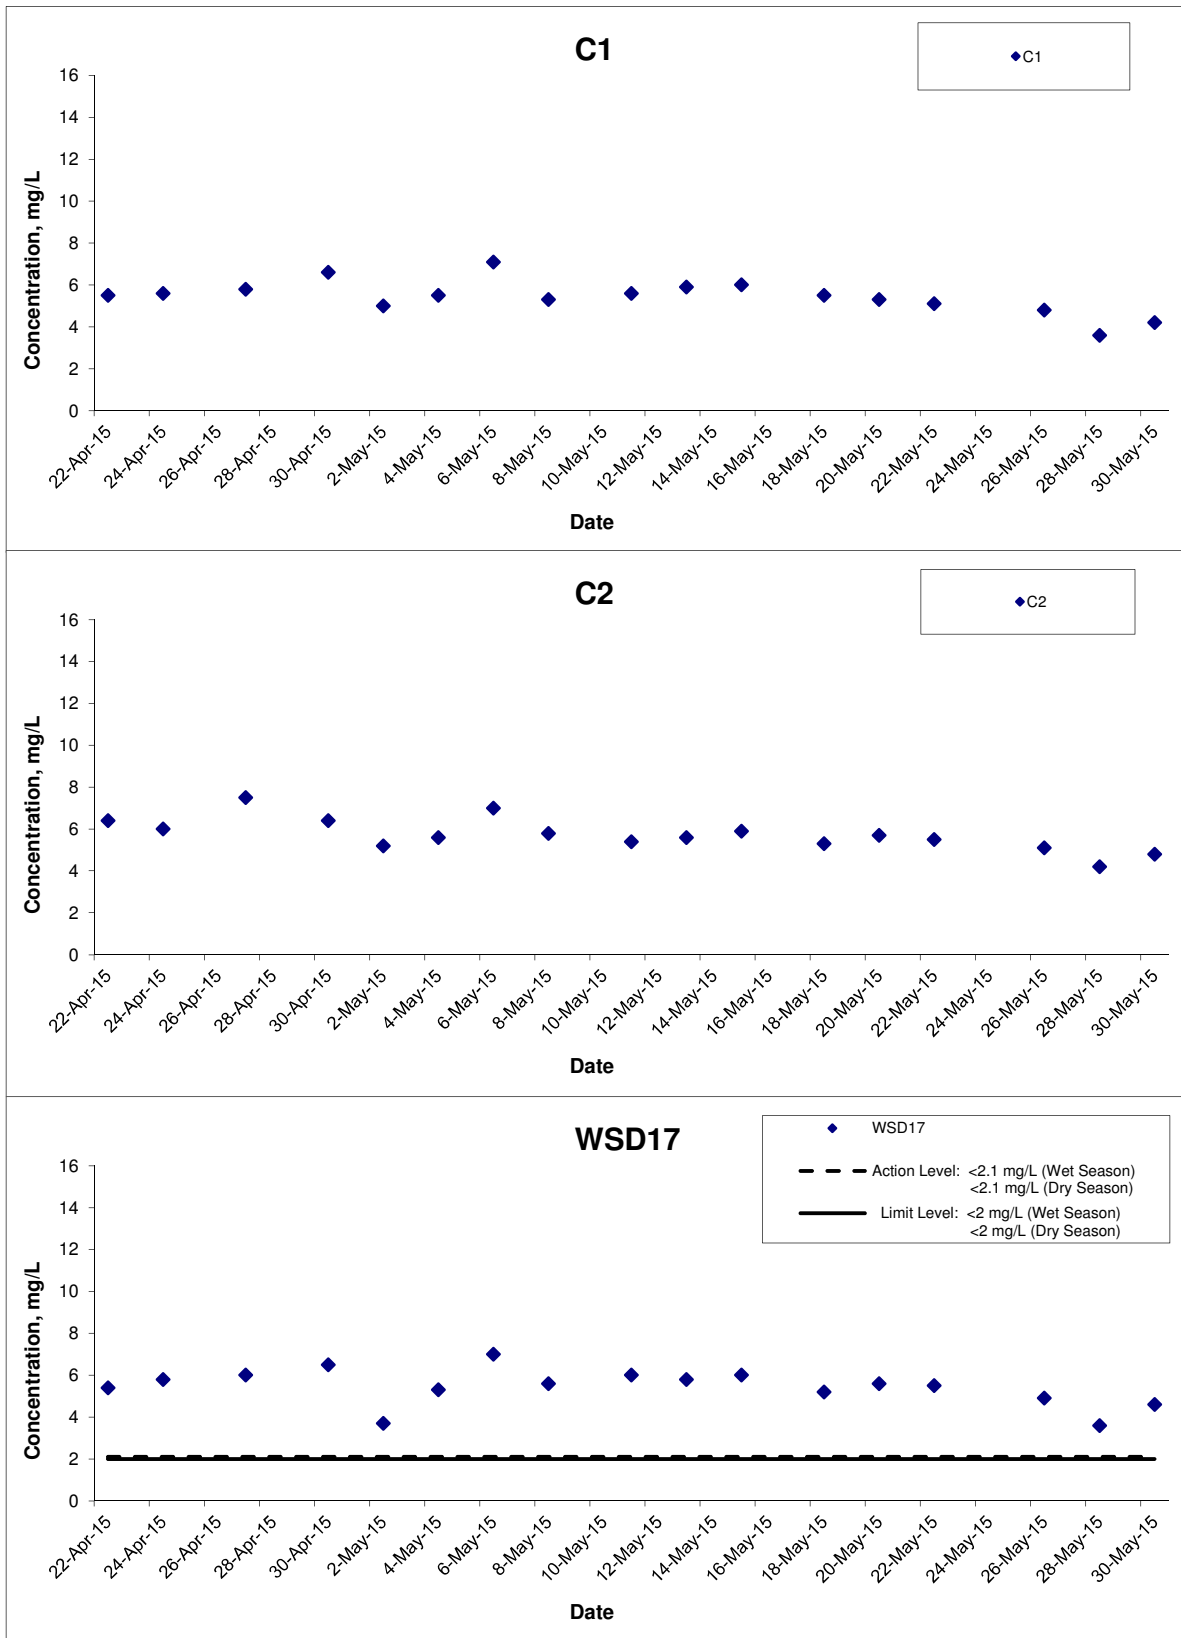 C1
C1
16
14
12
10
8
6
4
2
0
Concentration, mg/L
22-Apr-15
24-Apr-15
26-Apr-15
28-Apr-15
30-Apr-15
2-May-15
4-May-15
6-May-15
8-May-15
10-May-15
12-May-15
14-May-15
16-May-15
18-May-15
20-May-15
22-May-15
24-May-15
26-May-15
28-May-15
30-May-15
Date
C2
C2
16
14
12
10
8
6
4
2
0
Concentration, mg/L
22-Apr-15
24-Apr-15
26-Apr-15
28-Apr-15
30-Apr-15
2-May-15
4-May-15
6-May-15
8-May-15
10-May-15
12-May-15
14-May-15
16-May-15
18-May-15
20-May-15
22-May-15
24-May-15
26-May-15
28-May-15
30-May-15
Date
WSD17
WSD17
Action Level: <2.1 mg/L (Wet Season)
<2.1 mg/L (Dry Season)
Limit Level: <2 mg/L (Wet Season)
<2 mg/L (Dry Season)
16
14
12
10
8
6
4
2
0
Concentration, mg/L
22-Apr-15
24-Apr-15
26-Apr-15
28-Apr-15
30-Apr-15
2-May-15
4-May-15
6-May-15
8-May-15
10-May-15
12-May-15
14-May-15
16-May-15
18-May-15
20-May-15
22-May-15
24-May-15
26-May-15
28-May-15
30-May-15
Date